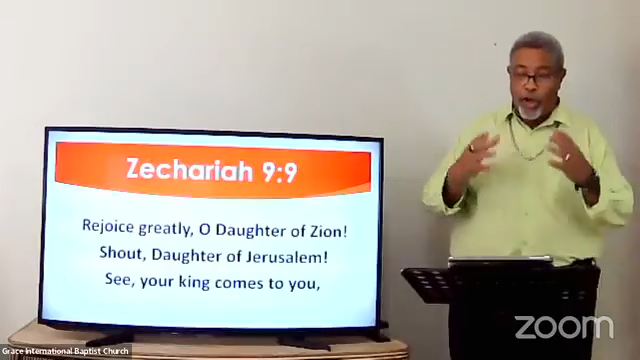 Zechariah 9:9
Rejoice greatly, O Daughter of Zion!
Shout, Daughter of Jerusalem!
See, your king comes to you,
Grace International Baptist Church
zoom